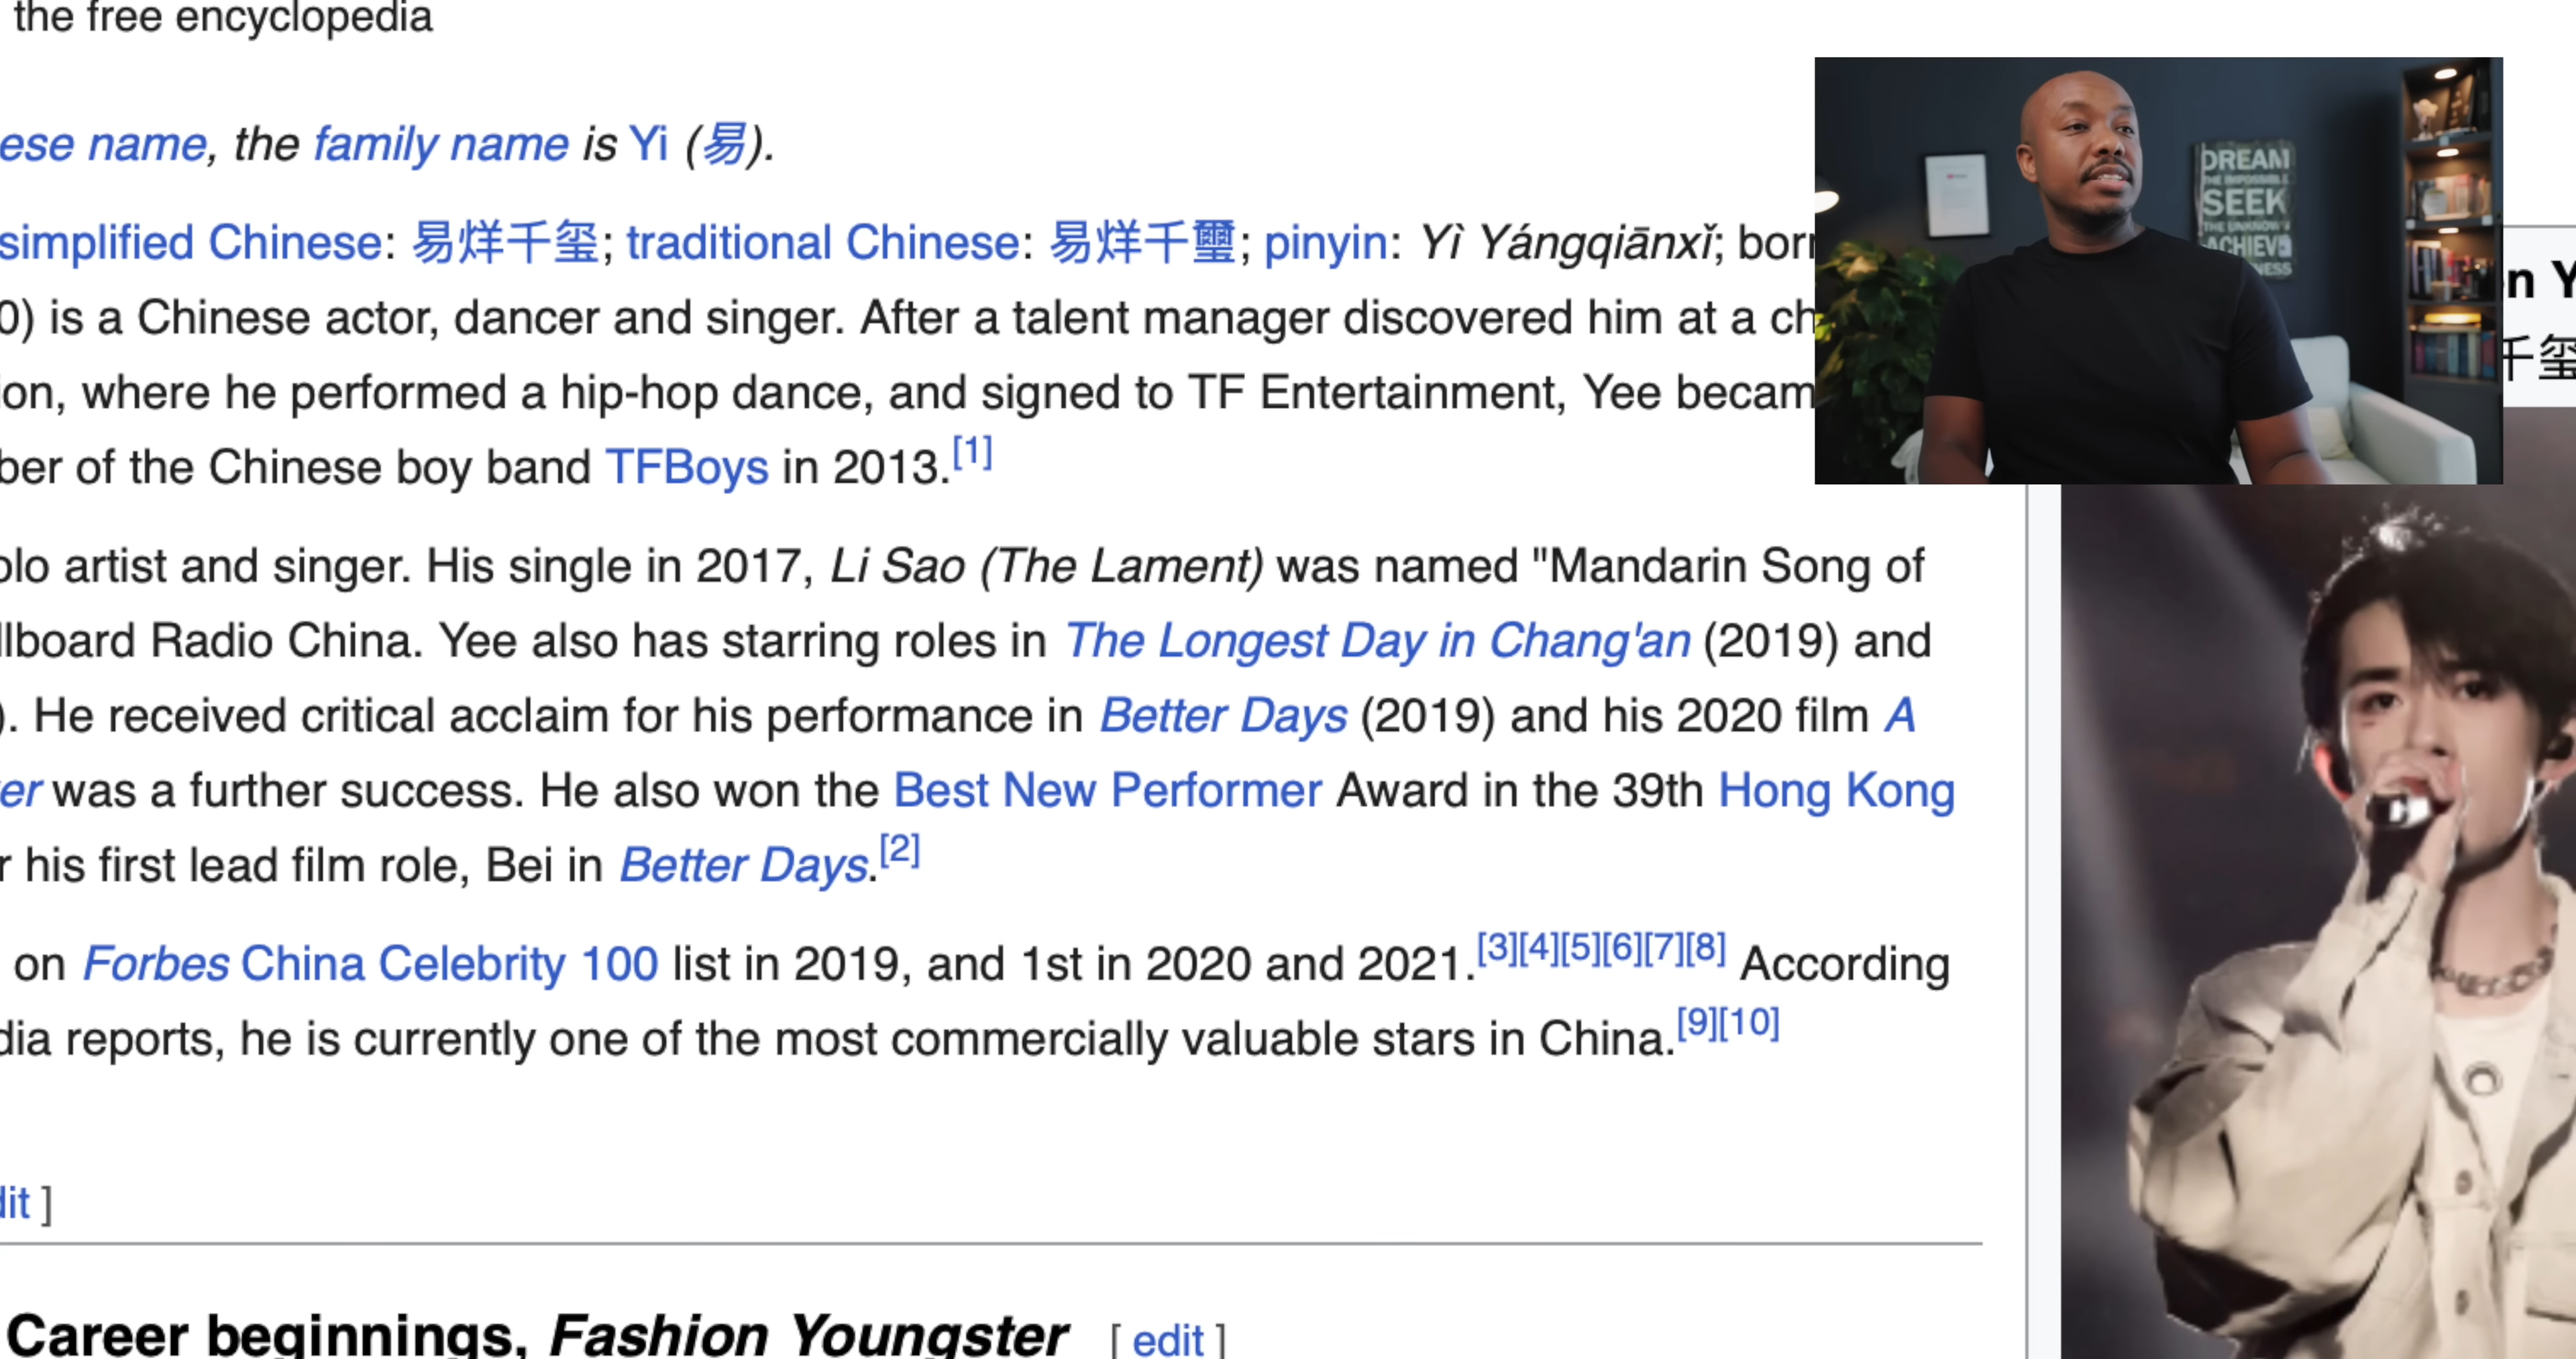 the free encyclopedia
ese name, the family name is Yi (易).
simplified Chinese: 易烊千玺; traditional Chinese: 易烊千璽; pinyin: Yì Yángqiānxǐ; born
0) is a Chinese actor, dancer and singer. After a talent manager discovered him at a ch
ion, where he performed a hip-hop dance, and signed to TF Entertainment, Yee becam
ber of the Chinese boy band TFBoys in 2013.[1]
olo artist and singer. His single in 2017, Li Sao (The Lament) was named "Mandarin Song of
llboard Radio China. Yee also has starring roles in The Longest Day in Chang'an (2019) and
). He received critical acclaim for his performance in Better Days (2019) and his 2020 film A
er was a further success. He also won the Best New Performer Award in the 39th Hong Kong
r his first lead film role, Bei in Better Days.[2]
on Forbes China Celebrity 100 list in 2019, and 1st in 2020 and 2021.[3][4][5][6][7][8] According
dia reports, he is currently one of the most commercially valuable stars in China.[9][10]
dit ]
Career beginnings, Fashion Youngster [ edit ]
DREAM
THE IMPOSSIBLE
SEEK
THE UNKNOWN
ACHIEVE
NESS
n Y
千玺